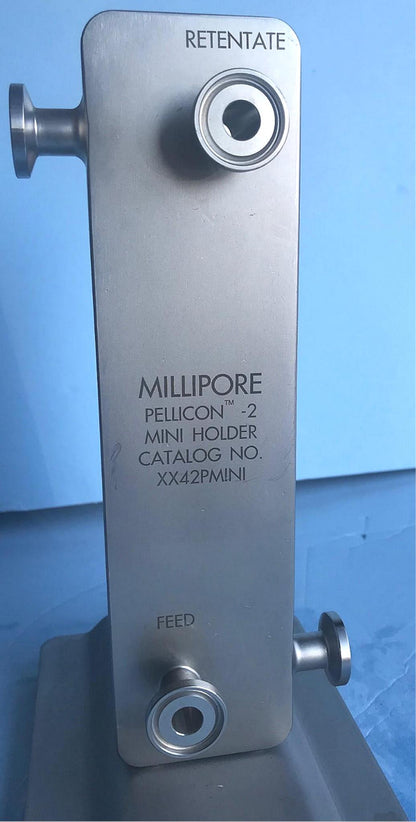 RETENTATE
MILLIPORE
PELLICON™ -2
MINI HOLDER
CATALOG NO.
XX42PMINI
FEED